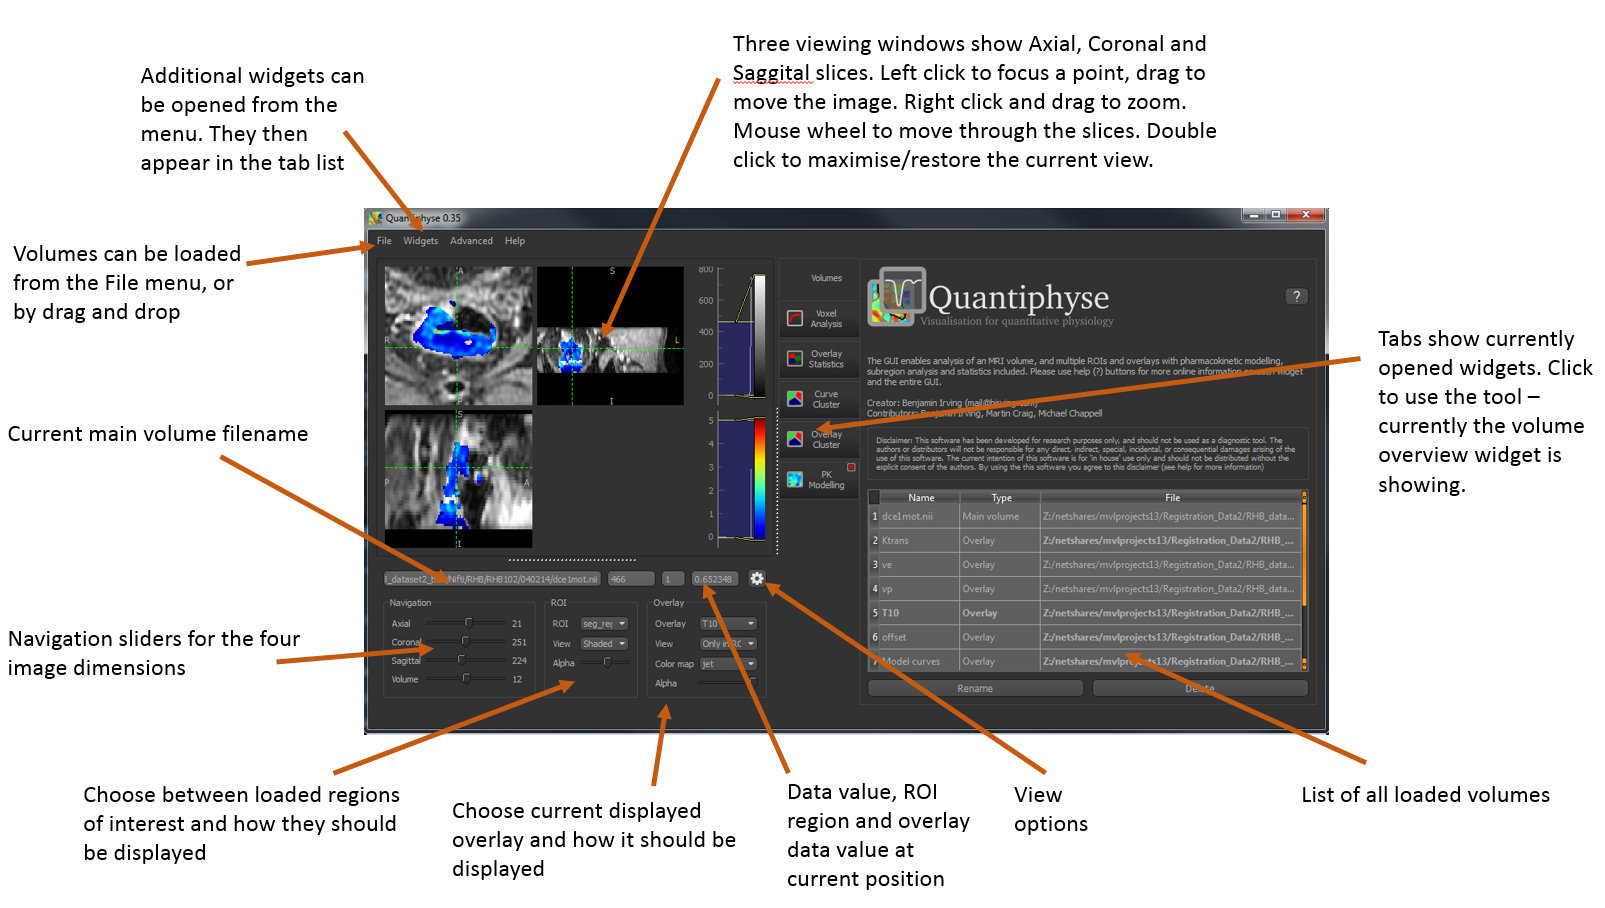 Three viewing windows show Axial, Coronal and
Saggital slices. Left click to focus a point, drag to
move the image. Right click and drag to zoom.
Mouse wheel to move through the slices. Double
click to maximise/restore the current view.
Additional widgets can
be opened from the
menu. They then
appear in the tab list
Volumes can be loaded
from the File menu, or
by drag and drop
Current main volume filename
Navigation sliders for the four
image dimensions
Quantiphyse 0.35
File Widgets Advanced Help
A
R
S
L
I
S
P
A
I
800
600
400
200
0
5
4
3
2
1
0
Volumes
Voxel
Analysis
Overlay
Statistics
Curve
Cluster
Overlay
Cluster
PK
Modelling
Quantiphyse
Visualisation for quantitative physiology
?
The GUI enables analysis of an MRI volume, and multiple ROIs and overlays with pharmacokinetic modelling,
subregion analysis and statistics included. Please use help (?) buttons for more online information on each widget
and the entire GUI.
Creator: Benjamin Irving (mail@birving.com)
Contributors: Benjamin Irving, Martin Craig, Michael Chappell
Disclaimer: This software has been developed for research purposes only, and should not be used as a diagnostic tool. The
authors or distributors will not be responsible for any direct, indirect, special, incidental, or consequential damages arising of the
use of this software. The current intention of this software is for 'in house' use only and should not be distributed without the
explicit consent of the authors. By using the this software you agree to this disclaimer (see help for more information)
Name Type File
1 dce1mot.nii Main volume Z:/netshares/mvlprojects13/Registration_Data2/RHB_data...
2 Ktrans Overlay Z:/netshares/mvlprojects13/Registration_Data2/RHB_...
3 ve Overlay Z:/netshares/mvlprojects13/Registration_Data2/RHB_...
4 vp Overlay Z:/netshares/mvlprojects13/Registration_Data2/RHB_...
5 T10 Overlay Z:/netshares/mvlprojects13/Registration_Data2/RHB_...
6 offset Overlay Z:/netshares/mvlprojects13/Registration_Data2/RHB_...
7 Model curves Overlay Z:/netshares/mvlprojects13/Registration_Data2/RHB_...
Rename Delete
/Nifti/RHB/RHB102/040214/dce1mot.nii 466 1 0.652348
Navigation
Axial 21
Coronal 251
Sagittal 224
Volume 12
ROI
ROI seg_re
View Shaded
Alpha
Overlay
Overlay T10
View Only in RO
Color map jet
Alpha
Tabs show currently
opened widgets. Click
to use the tool –
currently the volume
overview widget is
showing.
Choose between loaded regions
of interest and how they should
be displayed
Choose current displayed
overlay and how it should be
displayed
Data value, ROI
region and overlay
data value at
current position
View
options
List of all loaded volumes